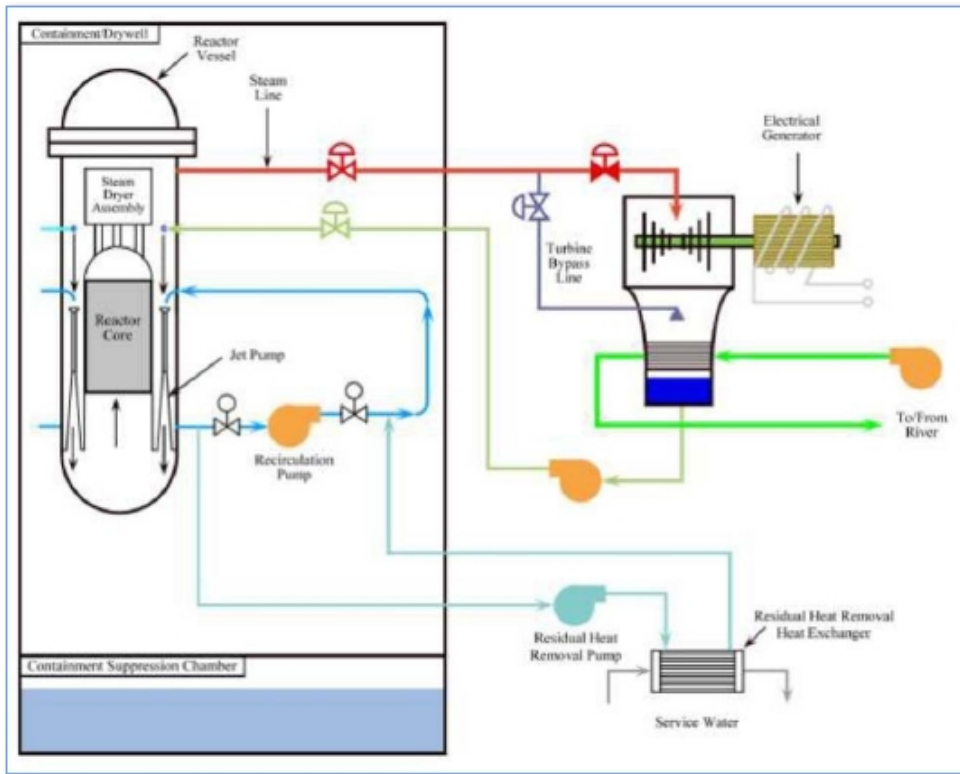 Containment/Drywell
Reactor
Vessel
Steam
Line
Electrical
Generator
Steam
Dryer
Assembly
Turbine
Bypass
Line
Reactor
Core
Jet Pump
To/From
River
Recirculation
Pump
Residual Heat
Removal Pump
Residual Heat Removal
Heat Exchanger
Containment Suppression Chamber
Service Water